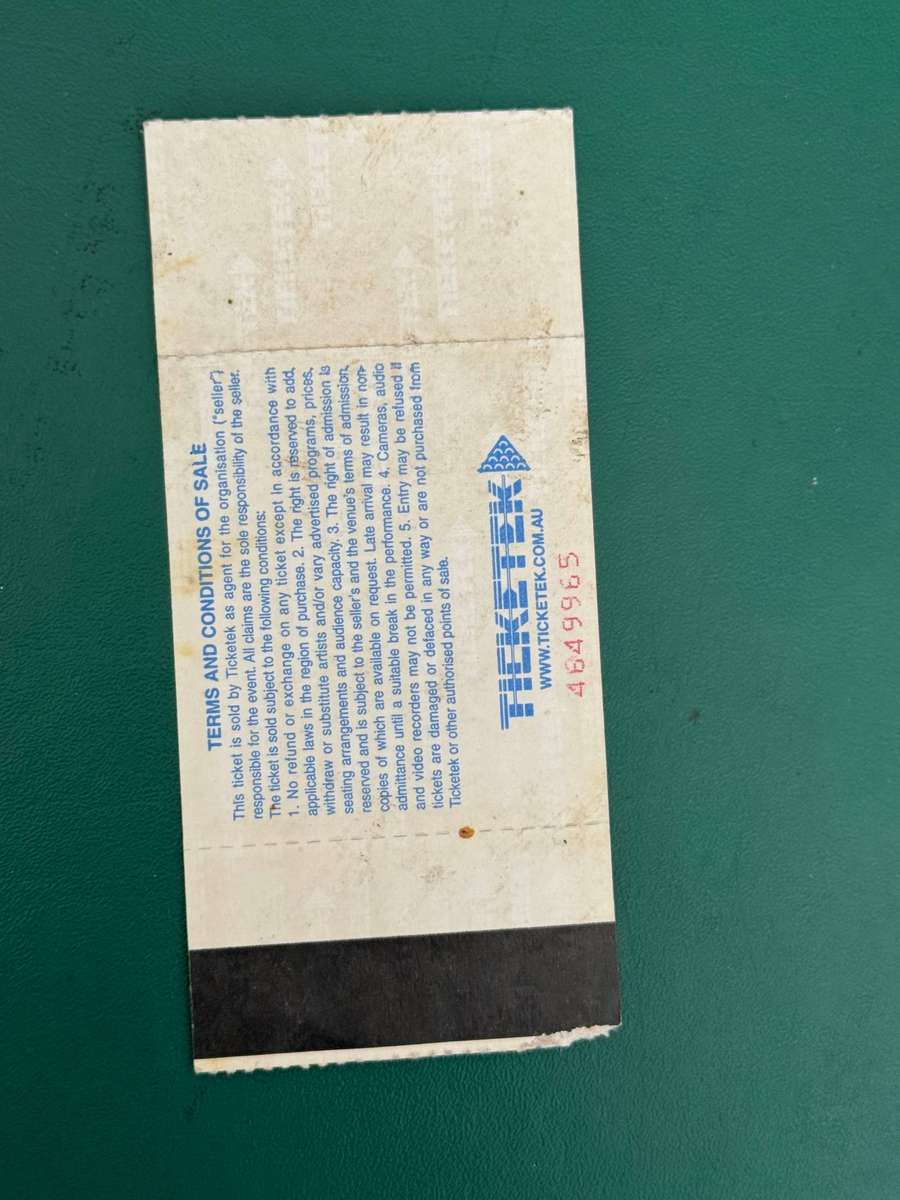 TERMS AND CONDITIONS OF SALE
This ticket is sold by Ticketek as agent for the organisation ("seller")
responsible for the event. All claims are the sole responsibility of the seller.
The ticket is sold subject to the following conditions:
1. No refund or exchange on any ticket except in accordance with
applicable laws in the region of purchase. 2. The right is reserved to add,
withdraw or substitute artists and/or vary advertised programs, prices,
seating arrangements and audience capacity. 3. The right of admission is
reserved and is subject to the seller's and the venue's terms of admission,
copies of which are available on request. Late arrival may result in non-
admittance until a suitable break in the performance. 4. Cameras, audio
and video recorders may not be permitted. 5. Entry may be refused if
tickets are damaged or defaced in any way or are not purchased from
Ticketek or other authorised points of sale.
TICKETEK
WWW.TICKETEK.COM.AU
4849965